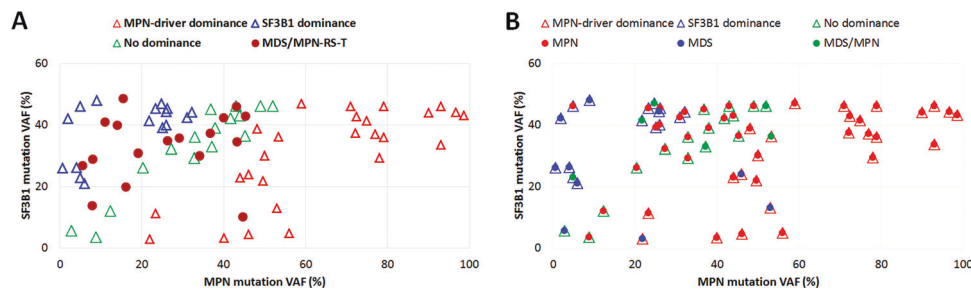 A
MPN-driver dominance SF3B1 dominance
No dominance MDS/MPN-RS-T
SF3B1 mutation VAF (%)
60
40
20
0
0 20 40 60 80 100
MPN mutation VAF (%)
B
MPN-driver dominance SF3B1 dominance No dominance
MPN MDS MDS/MPN
SF3B1 mutation VAF (%)
60
40
20
0
0 20 40 60 80 100
MPN mutation VAF (%)